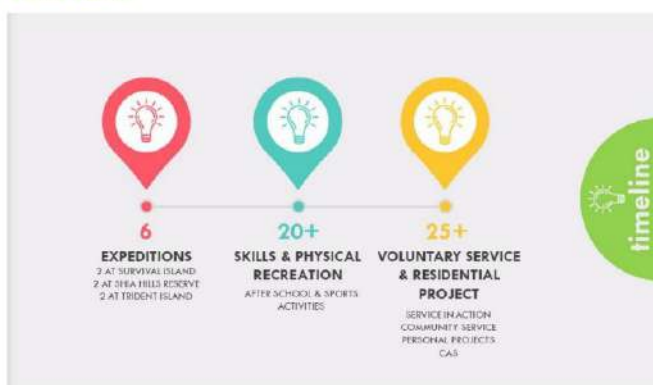 6
EXPEDITIONS
2 AT SURVIVAL ISLAND
2 AT SHIA HILLS RESERVE
2 AT TRIDENT ISLAND
20+
SKILLS & PHYSICAL
RECREATION
AFTER SCHOOL & SPORTS
ACTIVITIES
25+
VOLUNTARY SERVICE
& RESIDENTIAL
PROJECT
SERVICE IN ACTION
COMMUNITY SERVICE
PERSONAL PROJECTS
CAS
timeline